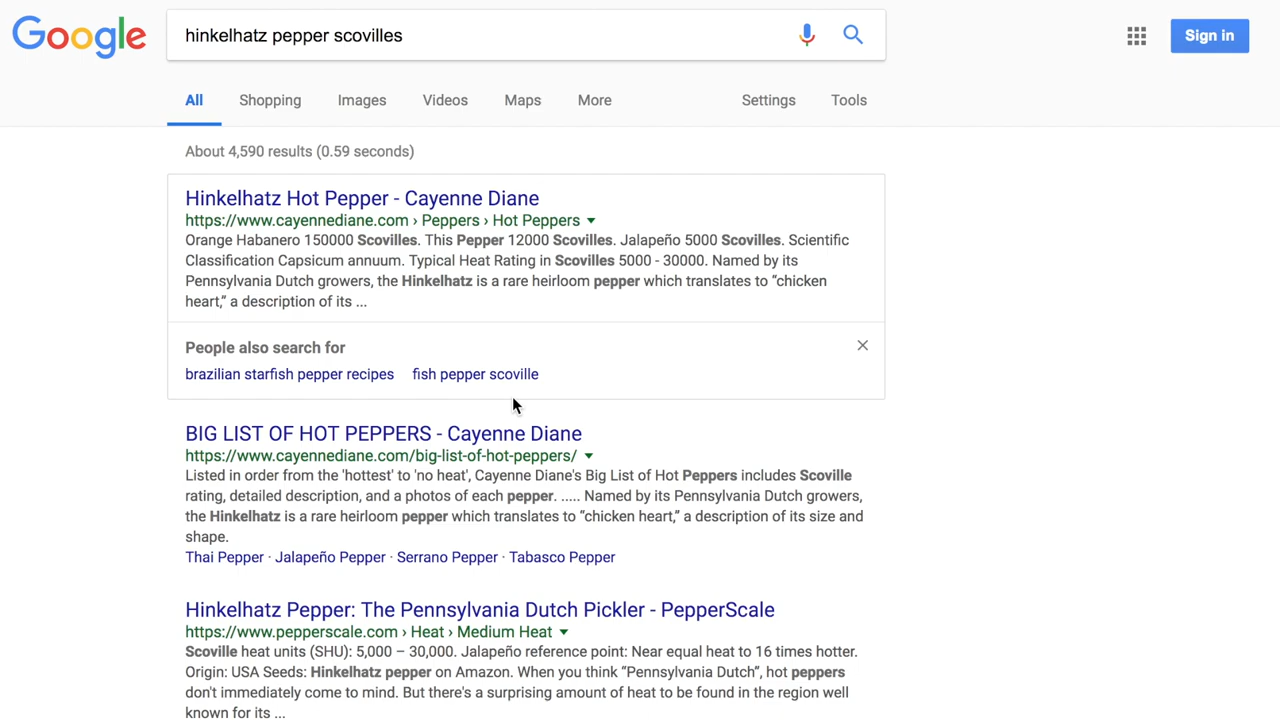 Google
hinkelhatz pepper scovilles
Sign in
All Shopping Images Videos Maps More Settings Tools
About 4,590 results (0.59 seconds)
Hinkelhatz Hot Pepper - Cayenne Diane
https://www.cayennediane.com › Peppers › Hot Peppers
Orange Habanero 150000 Scovilles. This Pepper 12000 Scovilles. Jalapeño 5000 Scovilles. Scientific
Classification Capsicum annuum. Typical Heat Rating in Scovilles 5000 - 30000. Named by its
Pennsylvania Dutch growers, the Hinkelhatz is a rare heirloom pepper which translates to “chicken
heart,” a description of its ...
People also search for
brazilian starfish pepper recipes fish pepper scoville
BIG LIST OF HOT PEPPERS - Cayenne Diane
https://www.cayennediane.com/big-list-of-hot-peppers/
Listed in order from the 'hottest' to 'no heat', Cayenne Diane's Big List of Hot Peppers includes Scoville
rating, detailed description, and a photos of each pepper. ..... Named by its Pennsylvania Dutch growers,
the Hinkelhatz is a rare heirloom pepper which translates to “chicken heart,” a description of its size and
shape.
Thai Pepper · Jalapeño Pepper · Serrano Pepper · Tabasco Pepper
Hinkelhatz Pepper: The Pennsylvania Dutch Pickler - PepperScale
https://www.pepperscale.com › Heat › Medium Heat
Scoville heat units (SHU): 5,000 – 30,000. Jalapeño reference point: Near equal heat to 16 times hotter.
Origin: USA Seeds: Hinkelhatz pepper on Amazon. When you think “Pennsylvania Dutch”, hot peppers
don't immediately come to mind. But there's a surprising amount of heat to be found in the region well
known for its ...